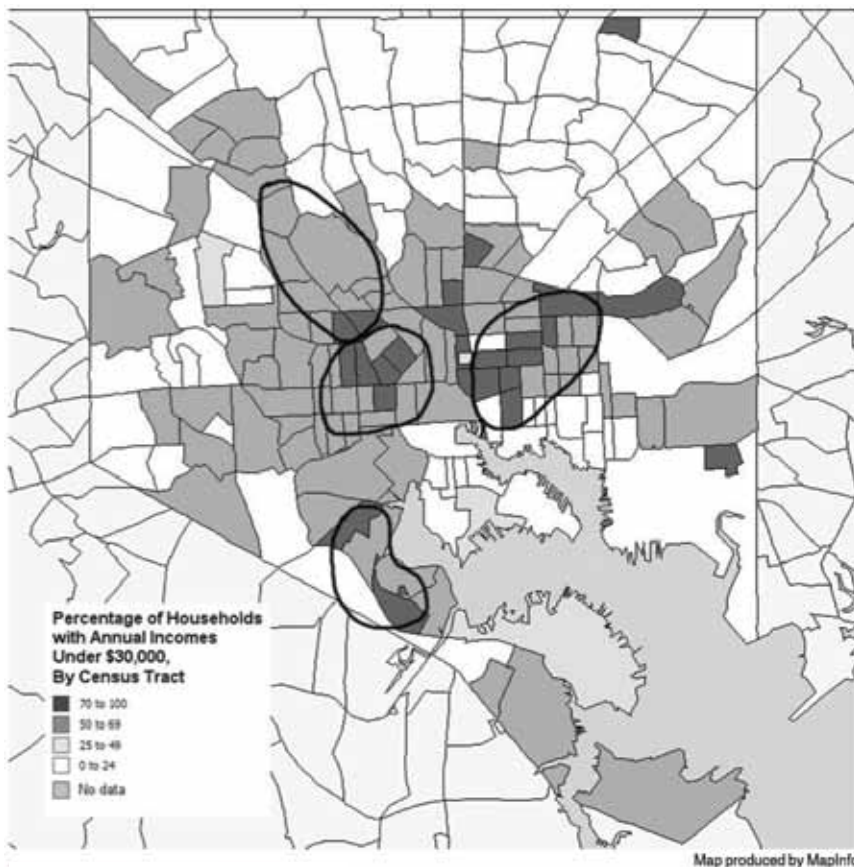 Percentage of Households
with Annual Incomes
Under $30,000,
By Census Tract
70 to 100
50 to 69
25 to 49
0 to 24
No data
Map produced by MapInfo